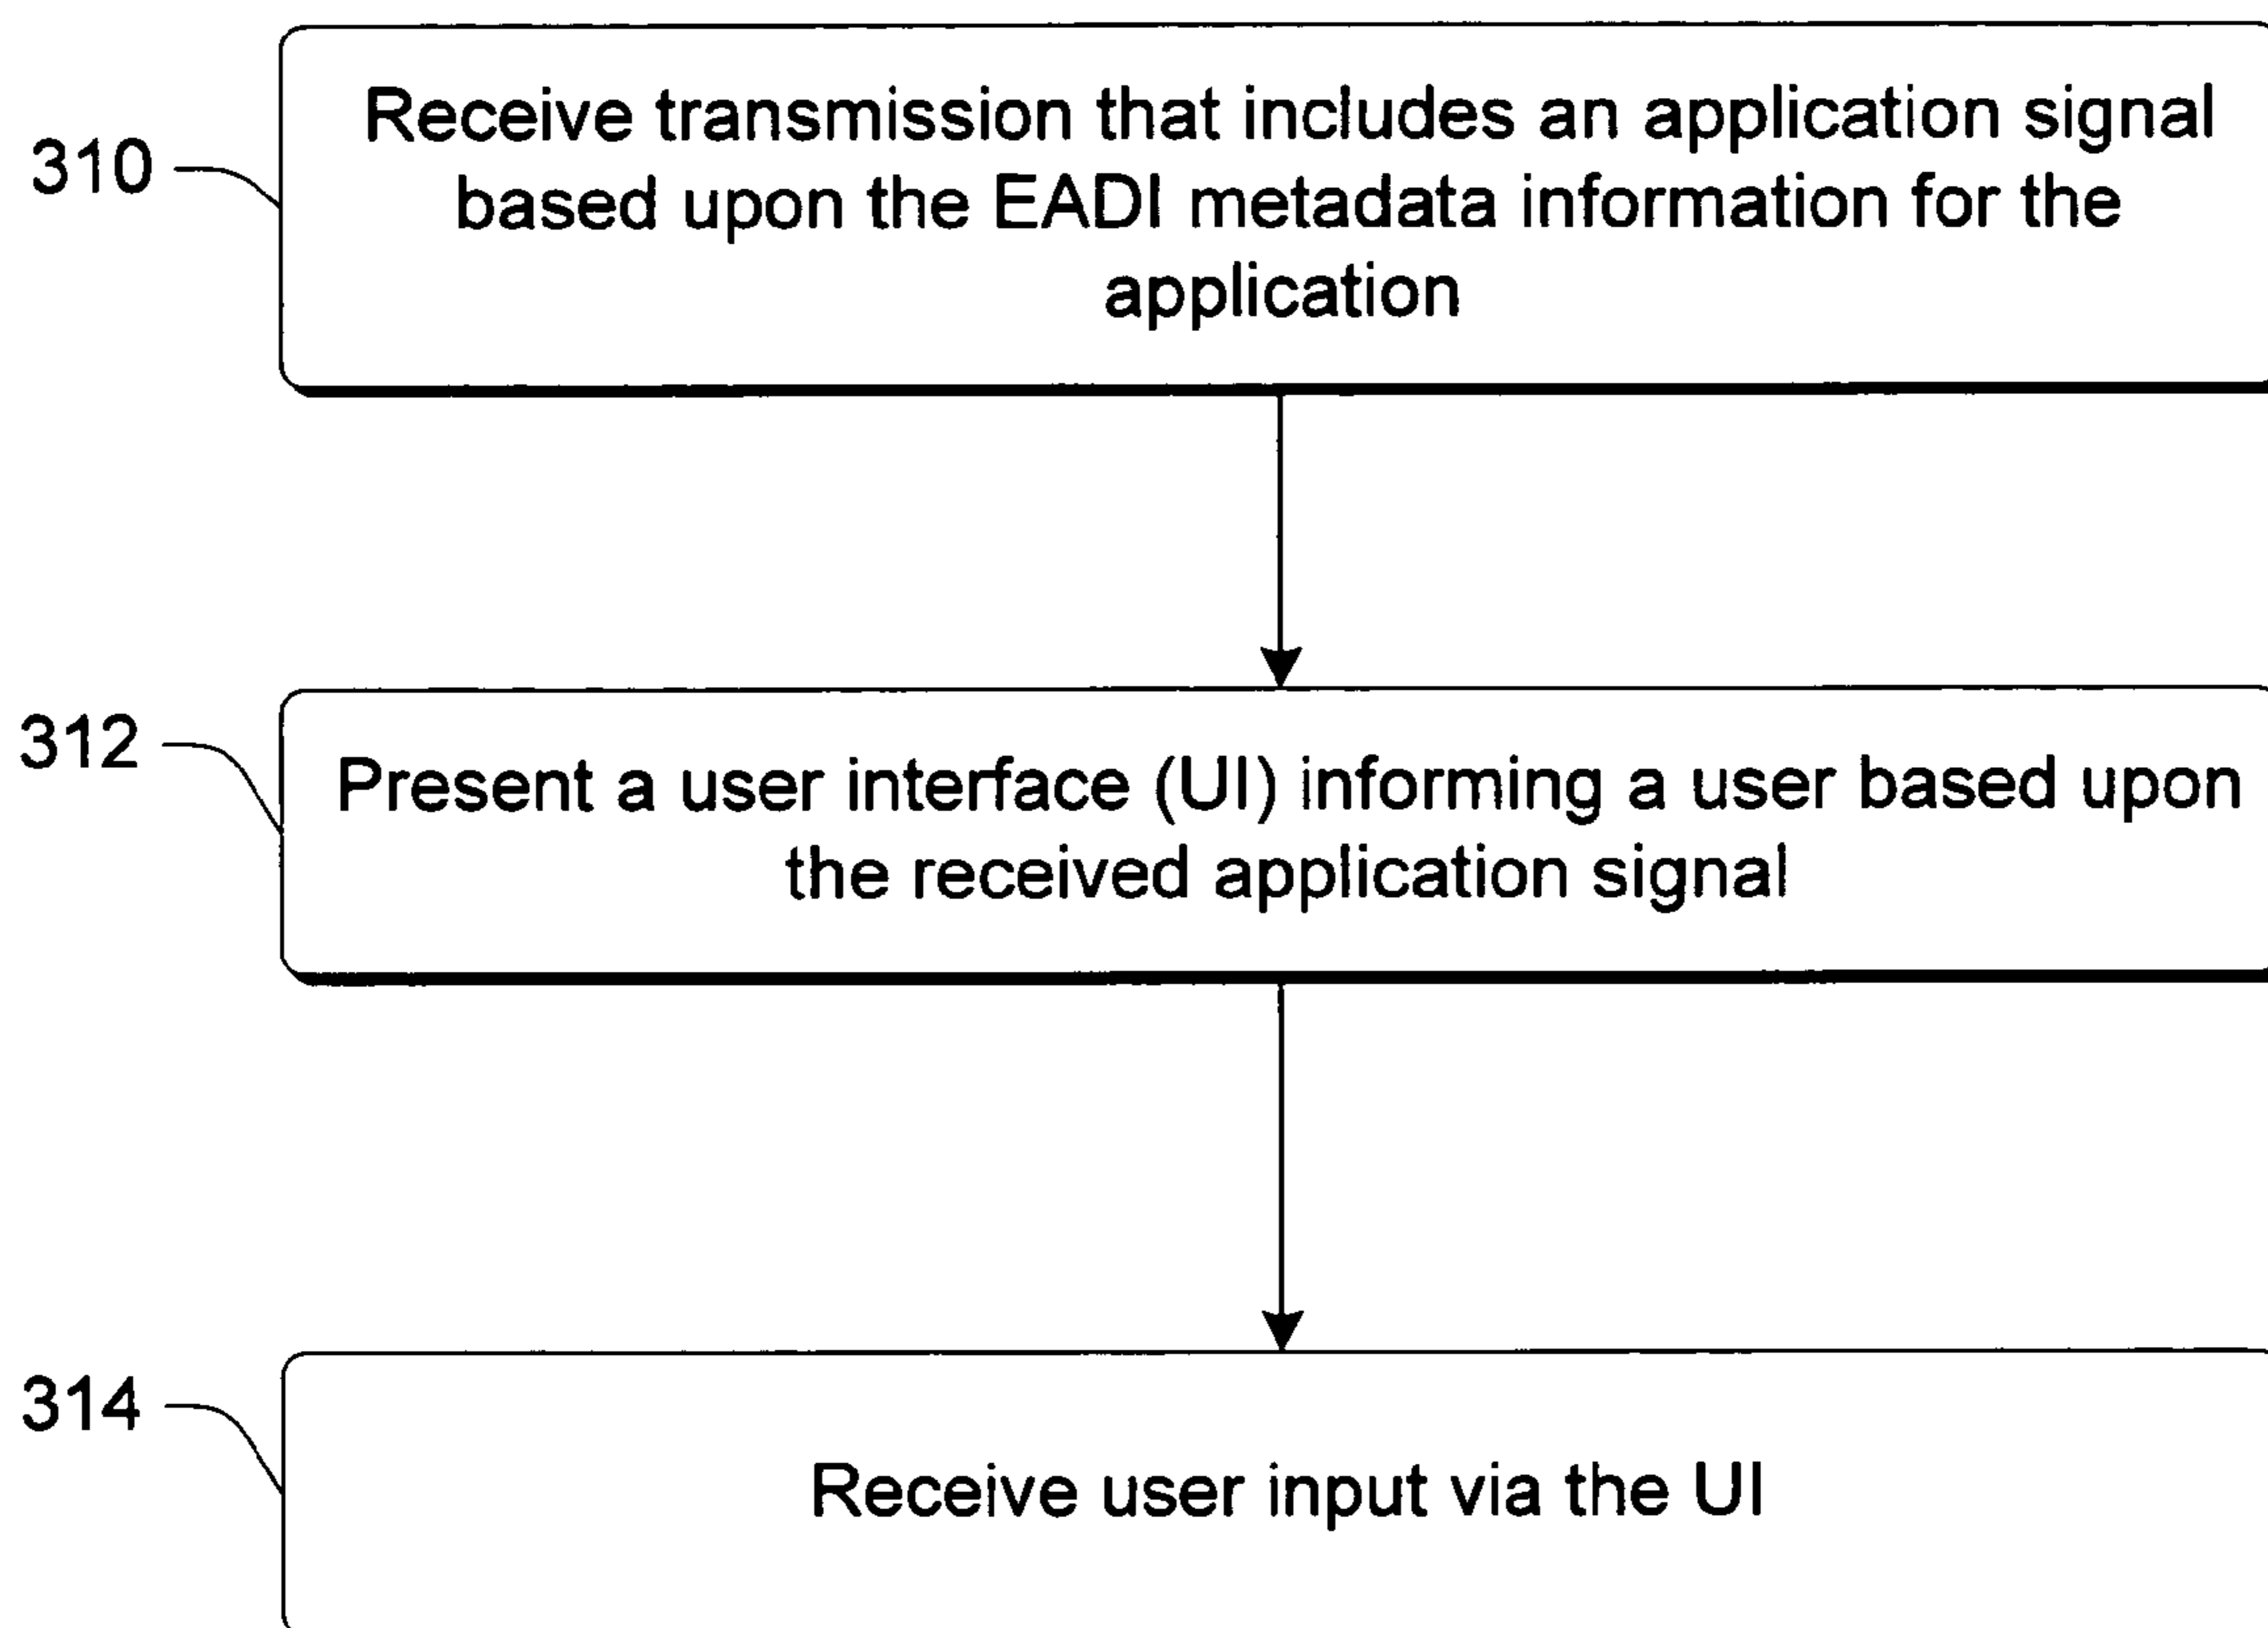 310
Receive transmission that includes an application signal
based upon the EADI metadata information for the
application
312
Present a user interface (UI) informing a user based upon
the received application signal
314
Receive user input via the UI